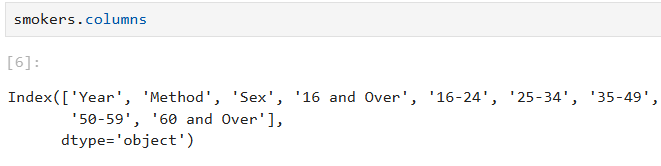 smokers.columns
[6]:
Index(['Year', 'Method', 'Sex', '16 and Over', '16-24', '25-34', '35-49',
'50-59', '60 and Over'],
dtype='object')